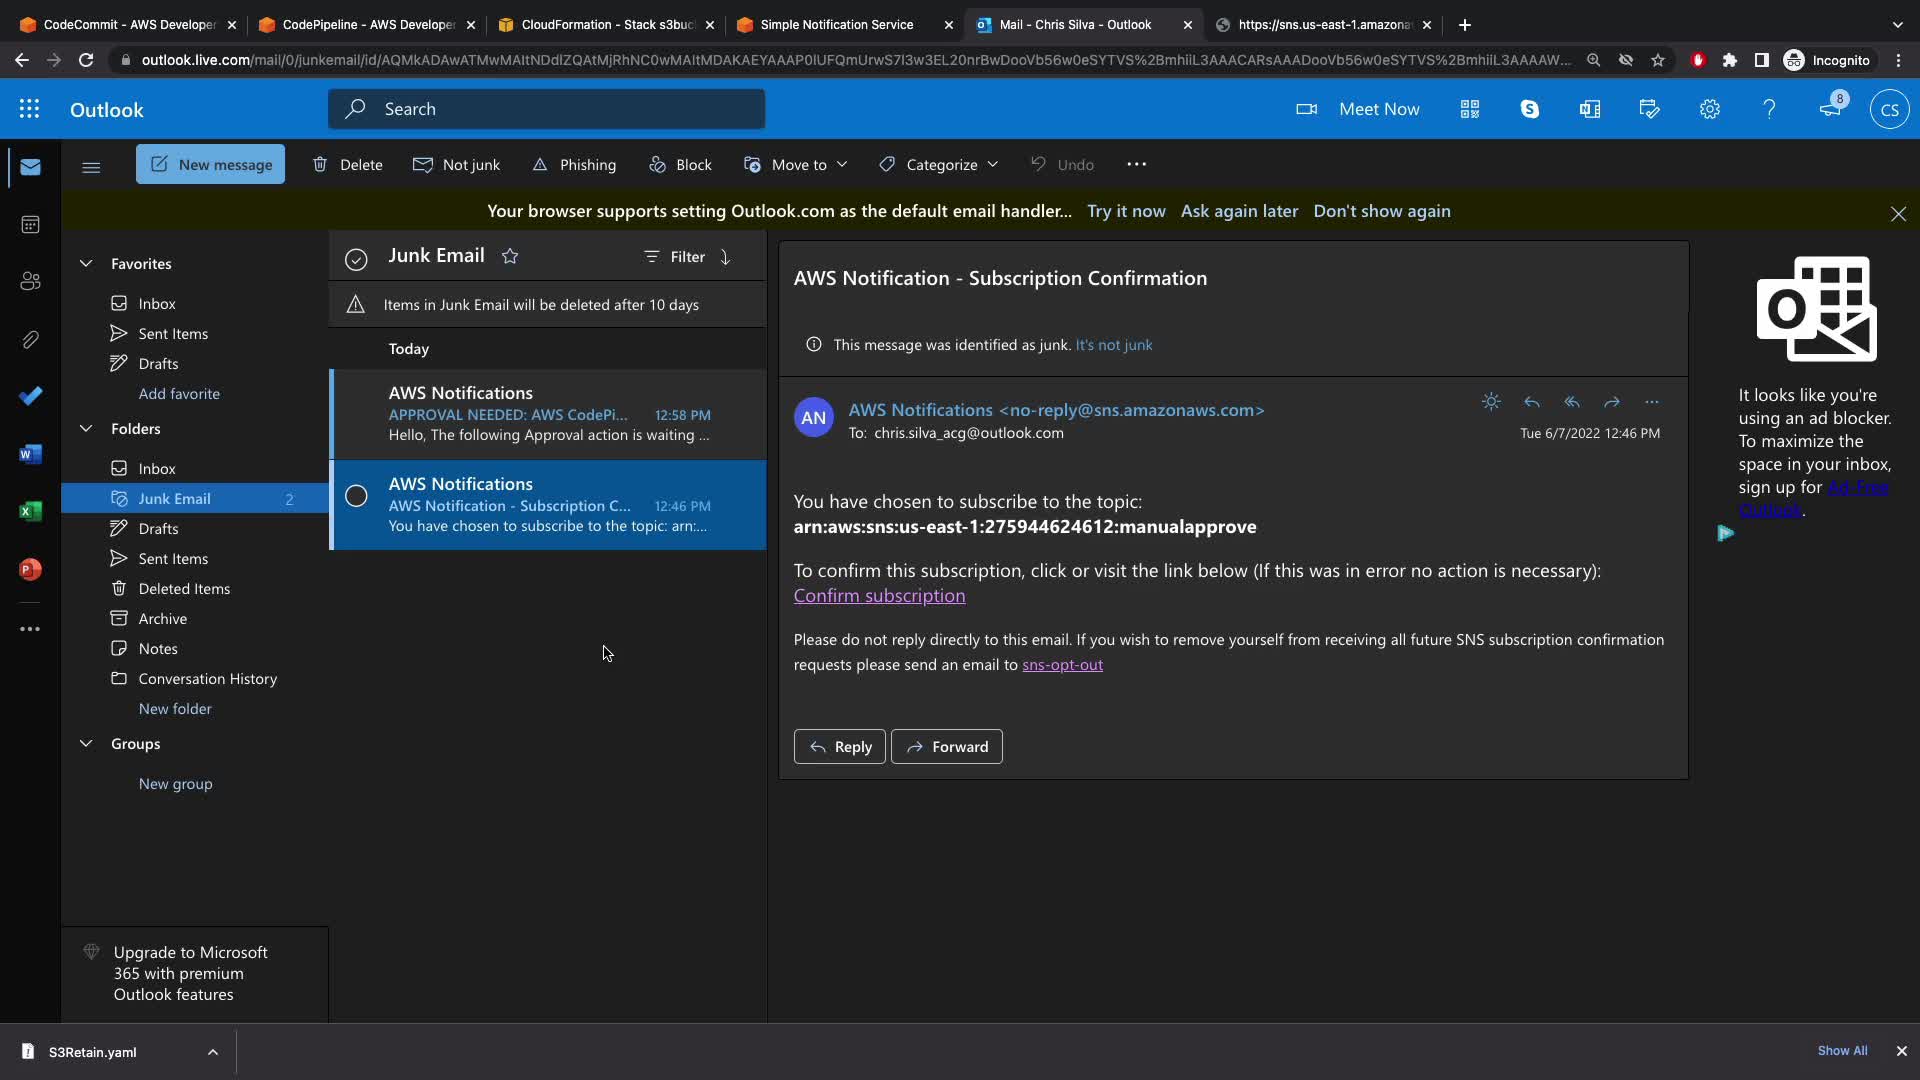 CodeCommit - AWS Developer
CodePipeline - AWS Developer
CloudFormation - Stack s3buc
Simple Notification Service
Mail - Chris Silva - Outlook
https://sns.us-east-1.amazona
Incognito
Outlook
Search
Meet Now
8
CS
New message
Delete
Not junk
Phishing
Block
Move to
Categorize
Undo
Your browser supports setting Outlook.com as the default email handler... Try it now Ask again later Don't show again
Favorites
Inbox
Sent Items
Drafts
Add favorite
Folders
Inbox
Junk Email 2
Drafts
Sent Items
Deleted Items
Archive
Notes
Conversation History
New folder
Groups
New group
Upgrade to Microsoft
365 with premium
Outlook features
Junk Email
Filter
Items in Junk Email will be deleted after 10 days
Today
AWS Notifications
APPROVAL NEEDED: AWS CodePi... 12:58 PM
Hello, The following Approval action is waiting ...
AWS Notifications
AWS Notification - Subscription C... 12:46 PM
You have chosen to subscribe to the topic: arn:...
AWS Notification - Subscription Confirmation
This message was identified as junk. It's not junk
AN
AWS Notifications <no-reply@sns.amazonaws.com>
To: chris.silva_acg@outlook.com
Tue 6/7/2022 12:46 PM
You have chosen to subscribe to the topic:
arn:aws:sns:us-east-1:275944624612:manualapprove
To confirm this subscription, click or visit the link below (If this was in error no action is necessary):
Confirm subscription
Please do not reply directly to this email. If you wish to remove yourself from receiving all future SNS subscription confirmation
requests please send an email to sns-opt-out
Reply
Forward
It looks like you're
using an ad blocker.
To maximize the
space in your inbox,
sign up for Ad-Free
Outlook.
S3Retain.yaml
Show All